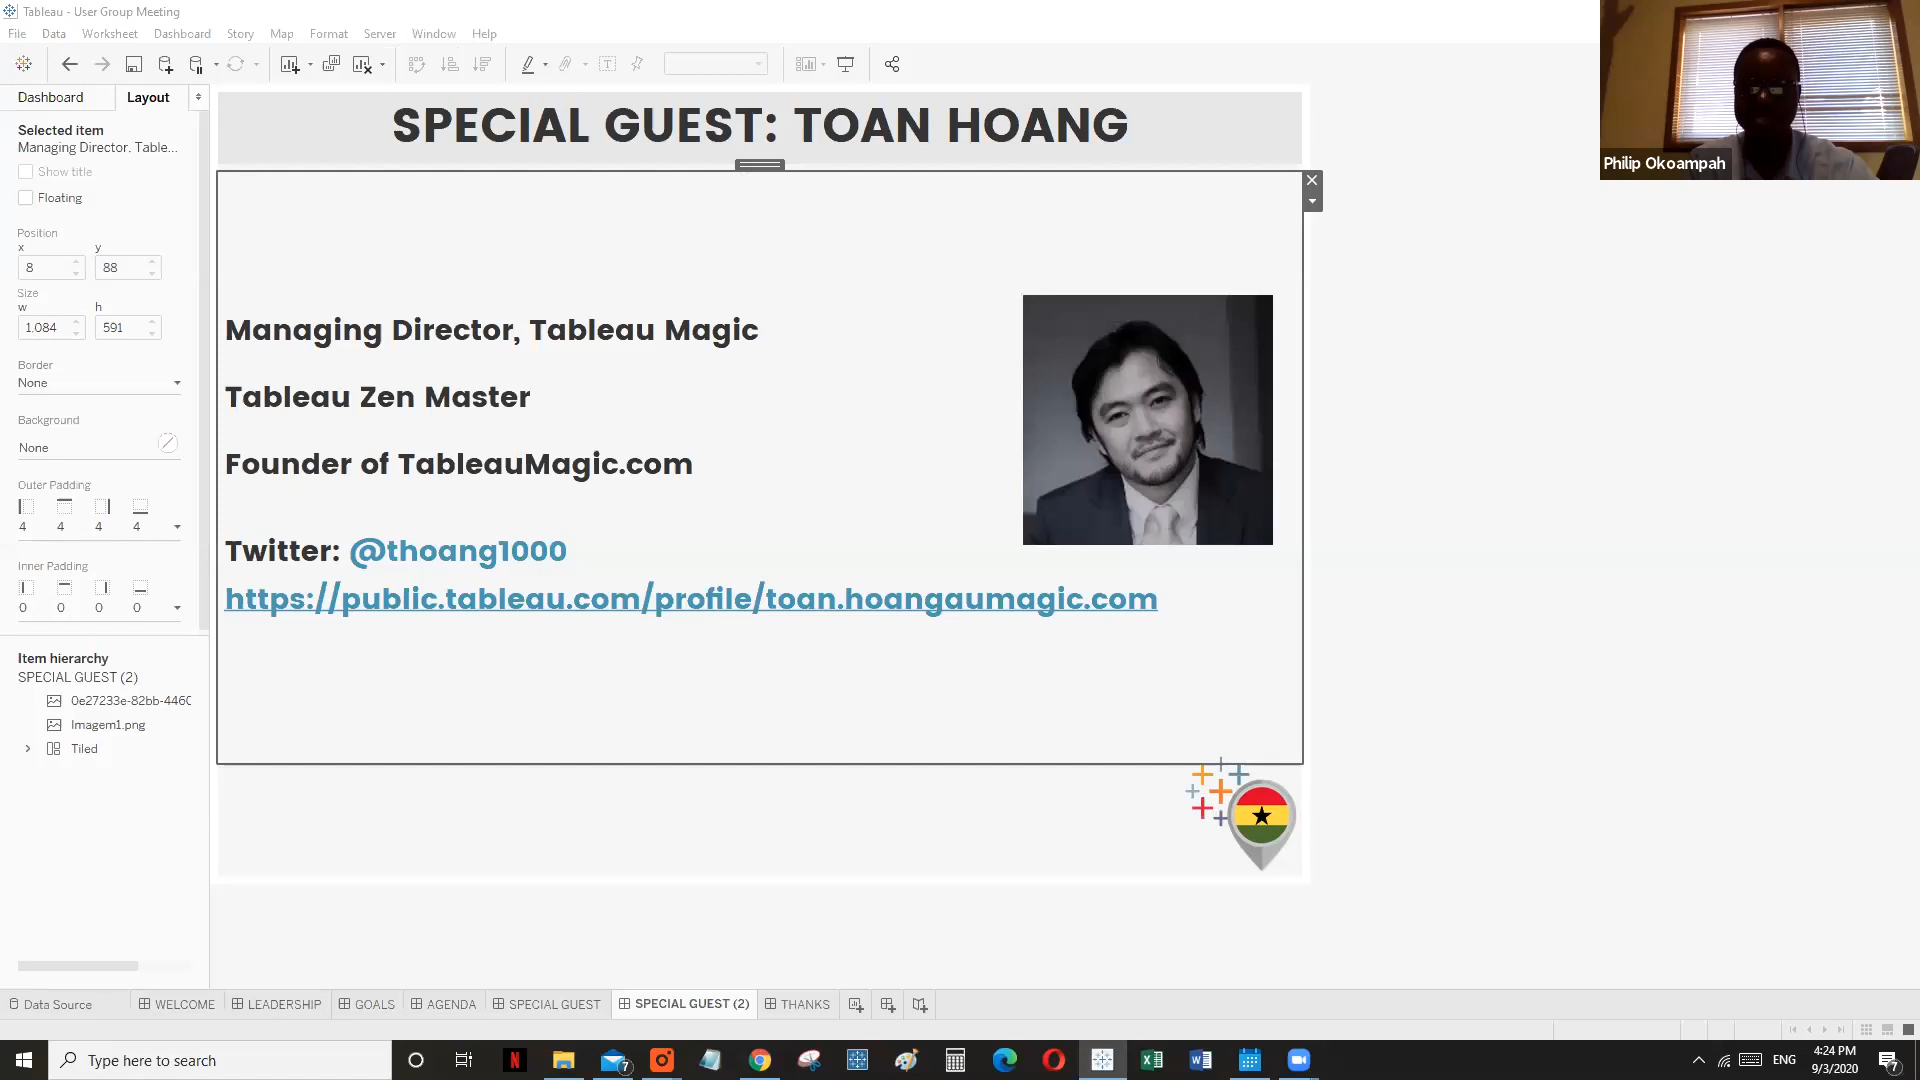 Tableau - User Group Meeting
File Data Worksheet Dashboard Story Map Format Server Window Help
Dashboard Layout
SPECIAL GUEST: TOAN HOANG
Philip Okoampah
Selected item
Managing Director, Table...
Show title
Floating
Position
x y
8 88
Size
w h
1.084 591
Border
None
Background
None
Outer Padding
4 4 4 4
Inner Padding
0 0 0 0
Managing Director, Tableau Magic
Tableau Zen Master
Founder of TableauMagic.com
Twitter: @thoang1000
https://public.tableau.com/profile/toan.hoangaumagic.com
Item hierarchy
SPECIAL GUEST (2)
0e27233e-82bb-446C
Imagem1.png
Tiled
Data Source WELCOME LEADERSHIP GOALS AGENDA SPECIAL GUEST SPECIAL GUEST (2) THANKS
Type here to search
7
ENG
4:24 PM
9/3/2020
7